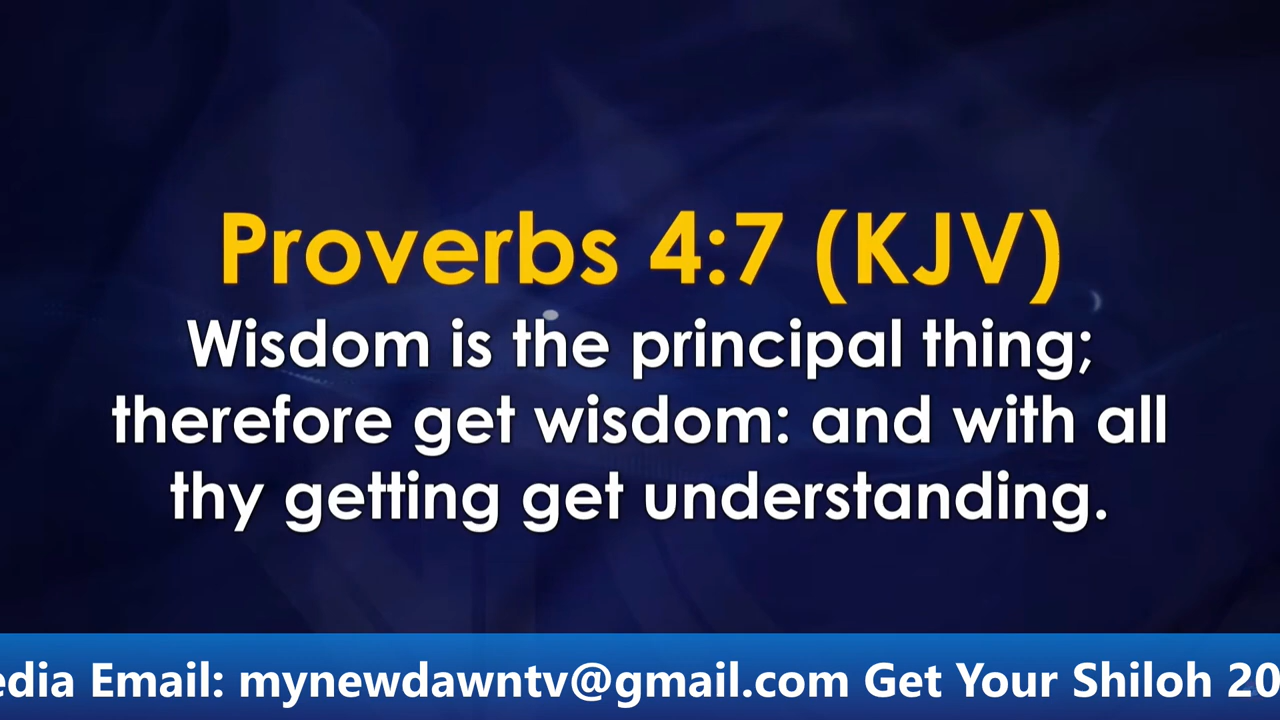 Proverbs 4:7 (KJV)
Wisdom is the principal thing;
therefore get wisdom: and with all
thy getting get understanding.
edia Email: mynewdawntv@gmail.com Get Your Shiloh 20